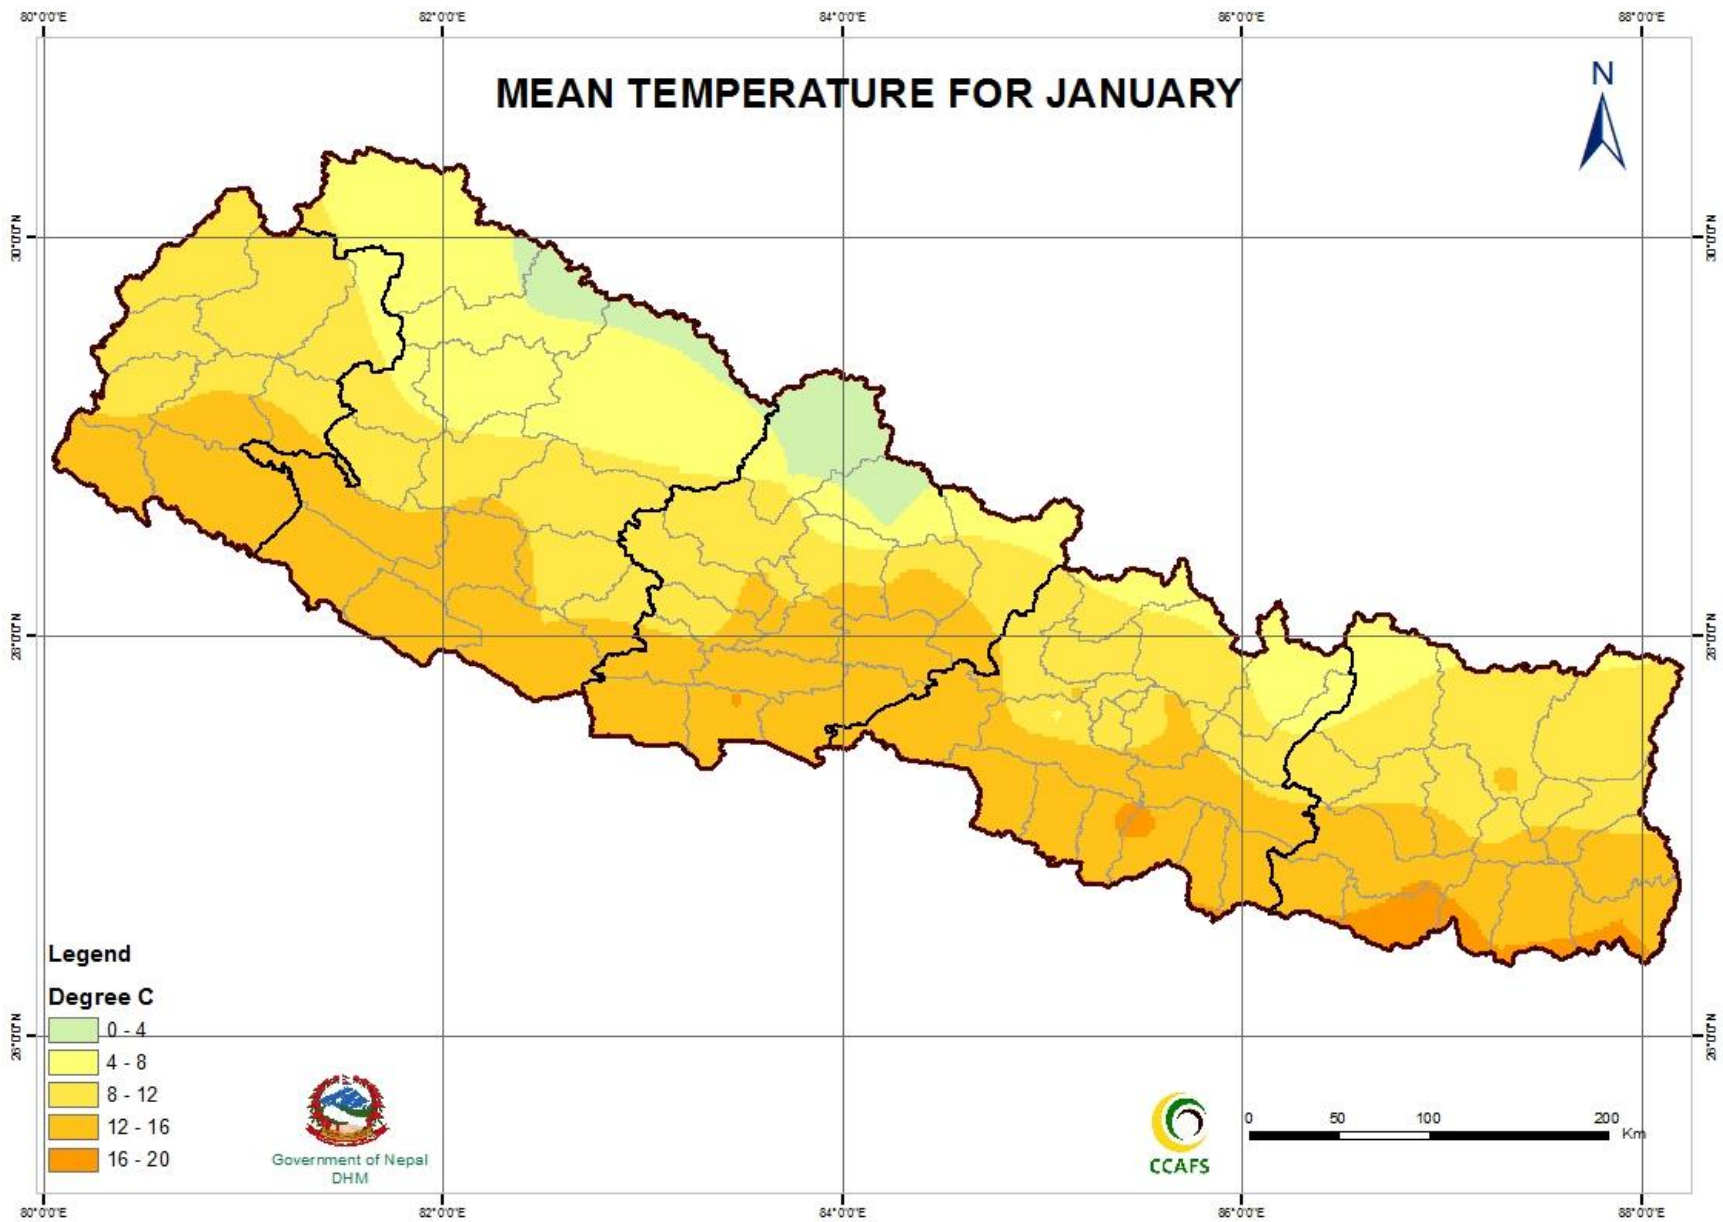 80°0'0"E 82°0'0"E 84°0'0"E 86°0'0"E 88°0'0"E
MEAN TEMPERATURE FOR JANUARY
N
30°0'0"N 30°0'0"N
28°0'0"N 28°0'0"N
Legend
Degree C
26°0'0"N 26°0'0"N
0 - 4
4 - 8
8 - 12
12 - 16
16 - 20
Government of Nepal
DHM
CCAFS
0 50 100 200
Km
80°0'0"E 82°0'0"E 84°0'0"E 86°0'0"E 88°0'0"E